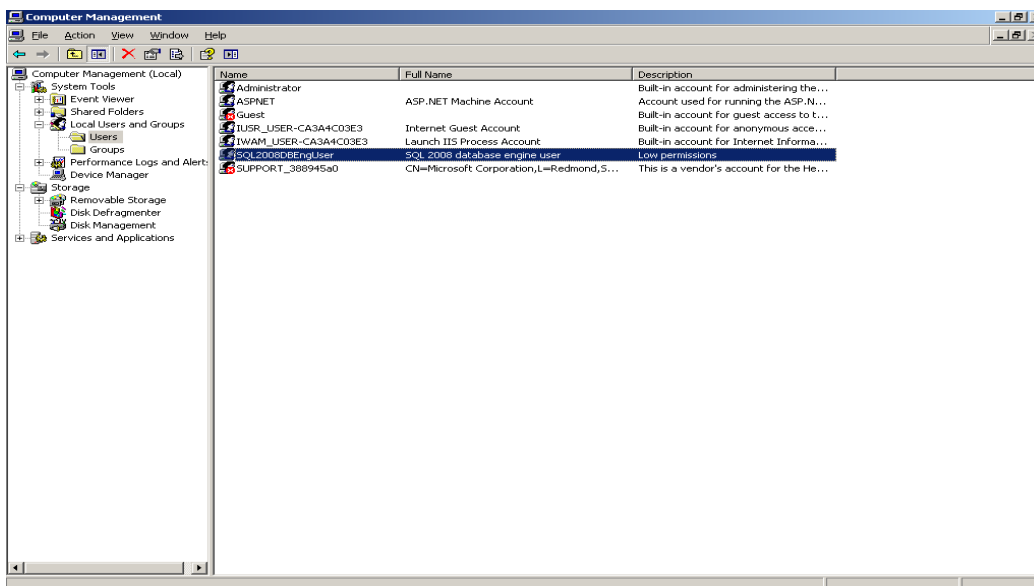 Computer Management
File Action View Window Help
Computer Management (Local)
System Tools
Event Viewer
Shared Folders
Local Users and Groups
Users
Groups
Performance Logs and Alert
Device Manager
Storage
Removable Storage
Disk Defragmenter
Disk Management
Services and Applications
Name Full Name Description
Administrator Built-in account for administering the...
ASPNET ASP.NET Machine Account Account used for running the ASP.N...
Guest Built-in account for guest access to t...
IUSR_USER-CA3A4C03E3 Internet Guest Account Built-in account for anonymous acce...
IWAM_USER-CA3A4C03E3 Launch IIS Process Account Built-in account for Internet Informa...
SQL2008DBEngUser SQL 2008 database engine user Low permissions
SUPPORT_388945a0 CN=Microsoft Corporation,L=Redmond,S... This is a vendor's account for the He...